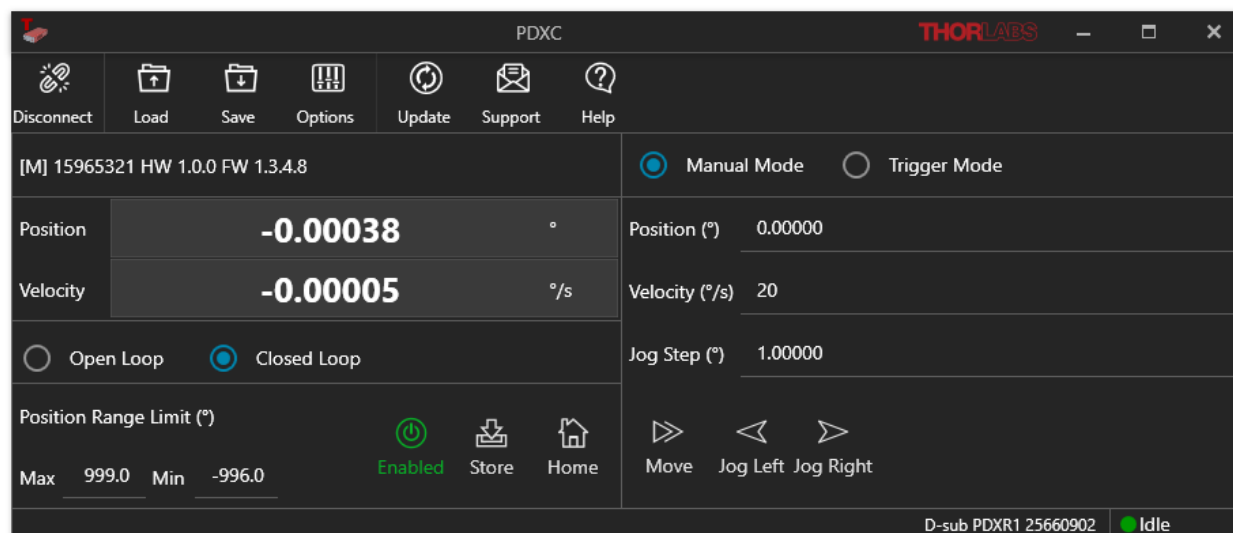 PDXC
THORLABS
Disconnect Load Save Options Update Support Help
[M] 15965321 HW 1.0.0 FW 1.3.4.8
Manual Mode Trigger Mode
Position -0.00038 °
Velocity -0.00005 °/s
Position (°) 0.00000
Velocity (°/s) 20
Jog Step (°) 1.00000
Open Loop Closed Loop
Position Range Limit (°)
Max 999.0 Min -996.0
Enabled Store Home
Move Jog Left Jog Right
D-sub PDXR1 25660902 Idle